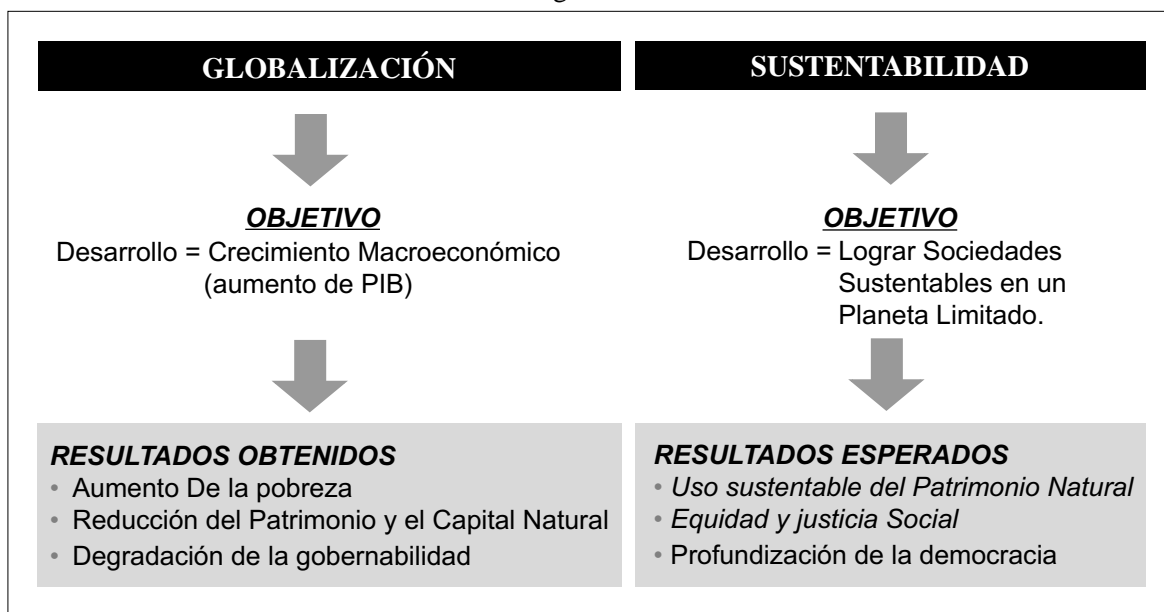 GLOBALIZACIÓN
OBJETIVO
Desarrollo = Crecimiento Macroeconómico
(aumento de PIB)
RESULTADOS OBTENIDOS
• Aumento De la pobreza
• Reducción del Patrimonio y el Capital Natural
• Degradación de la gobernabilidad
SUSTENTABILIDAD
OBJETIVO
Desarrollo = Lograr Sociedades
Sustentables en un
Planeta Limitado.
RESULTADOS ESPERADOS
• Uso sustentable del Patrimonio Natural
• Equidad y justicia Social
• Profundización de la democracia